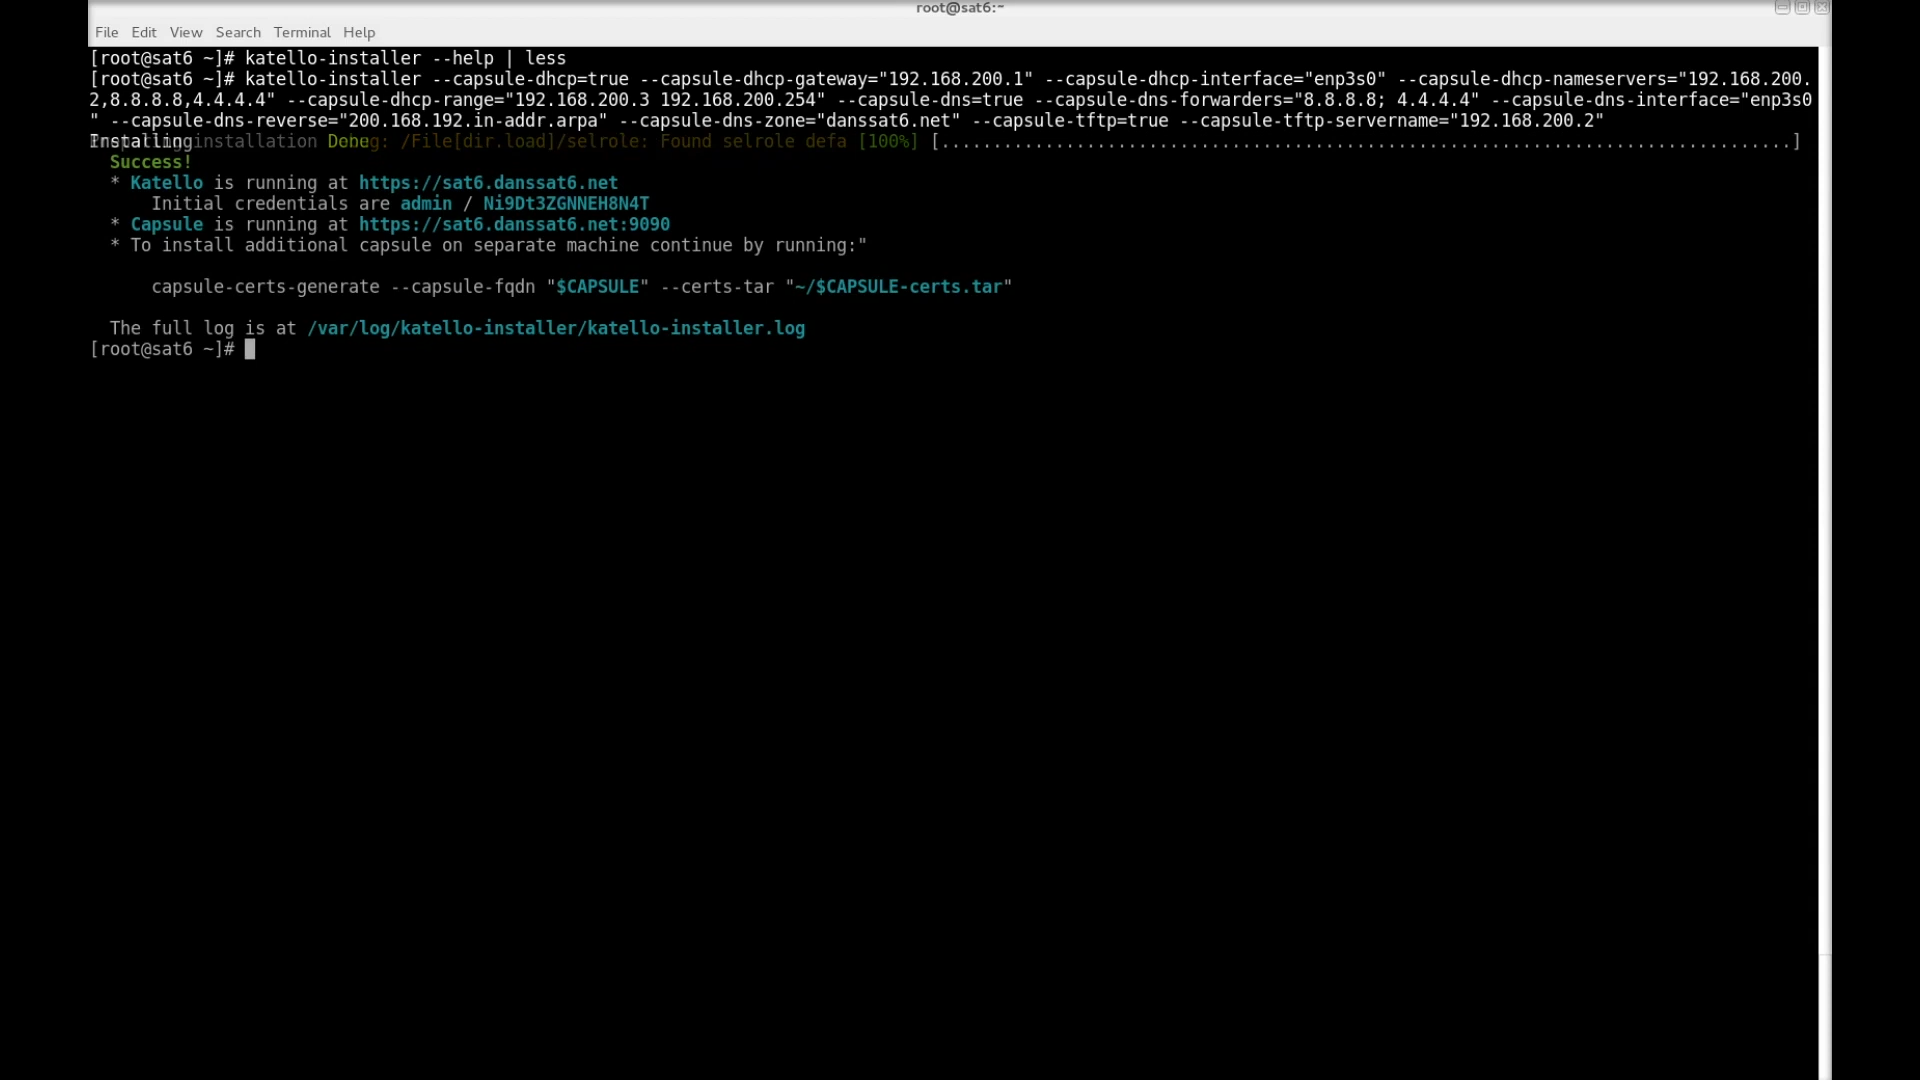 root@sat6:~
File Edit View Search Terminal Help
[root@sat6 ~]# katello-installer --help | less
[root@sat6 ~]# katello-installer --capsule-dhcp=true --capsule-dhcp-gateway="192.168.200.1" --capsule-dhcp-interface="enp3s0" --capsule-dhcp-nameservers="192.168.200.
2,8.8.8.8,4.4.4.4" --capsule-dhcp-range="192.168.200.3 192.168.200.254" --capsule-dns=true --capsule-dns-forwarders="8.8.8.8; 4.4.4.4" --capsule-dns-interface="enp3s0
" --capsule-dns-reverse="200.168.192.in-addr.arpa" --capsule-dns-zone="danssat6.net" --capsule-tftp=true --capsule-tftp-servername="192.168.200.2"
Installing installation Done /File[dir.load]/selrole: Found selrole defa [100%] [..................................................................................]
Success!
* Katello is running at https://sat6.danssat6.net
Initial credentials are admin / Ni9Dt3ZGNNEH8N4T
* Capsule is running at https://sat6.danssat6.net:9090
* To install additional capsule on separate machine continue by running:"
capsule-certs-generate --capsule-fqdn "$CAPSULE" --certs-tar "~/$CAPSULE-certs.tar"
The full log is at /var/log/katello-installer/katello-installer.log
[root@sat6 ~]#